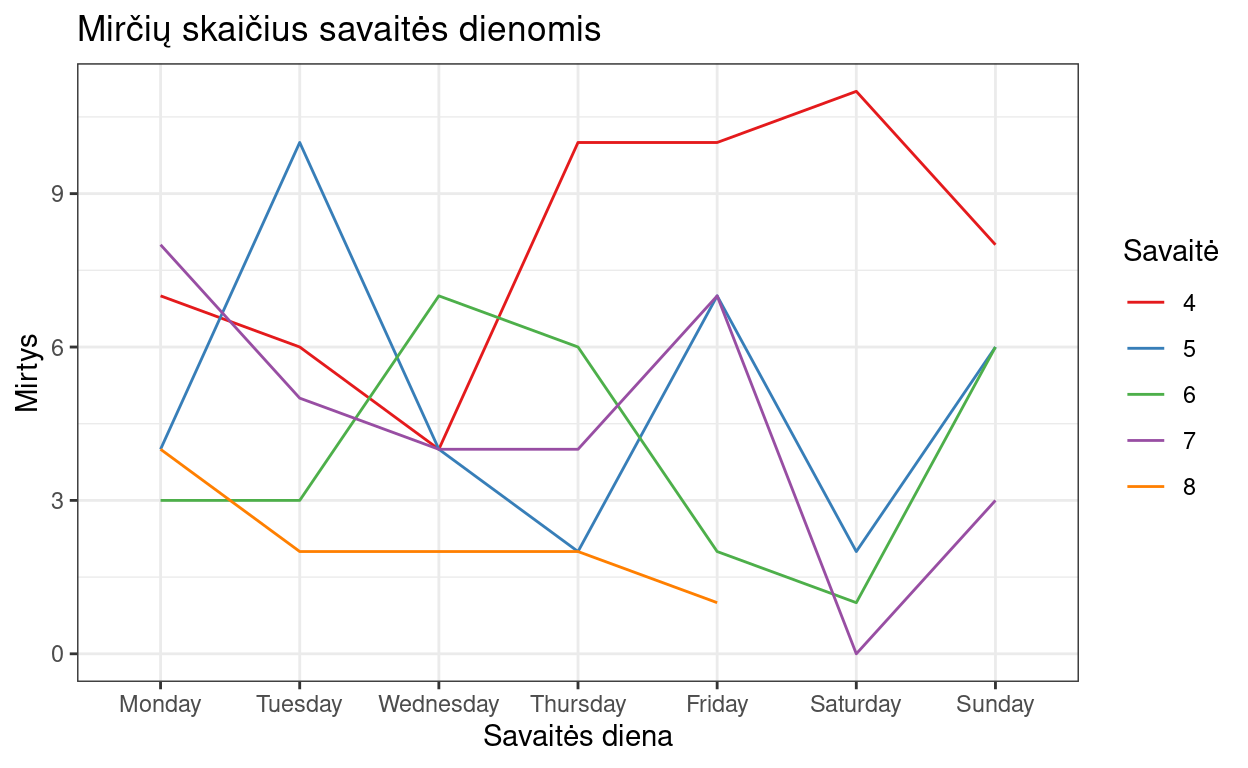 Mirčių skaičius savaitės dienomis
Mirtys
9
6
3
0
Monday Tuesday Wednesday Thursday Friday Saturday Sunday
Savaitės diena
Savaitė
4
5
6
7
8